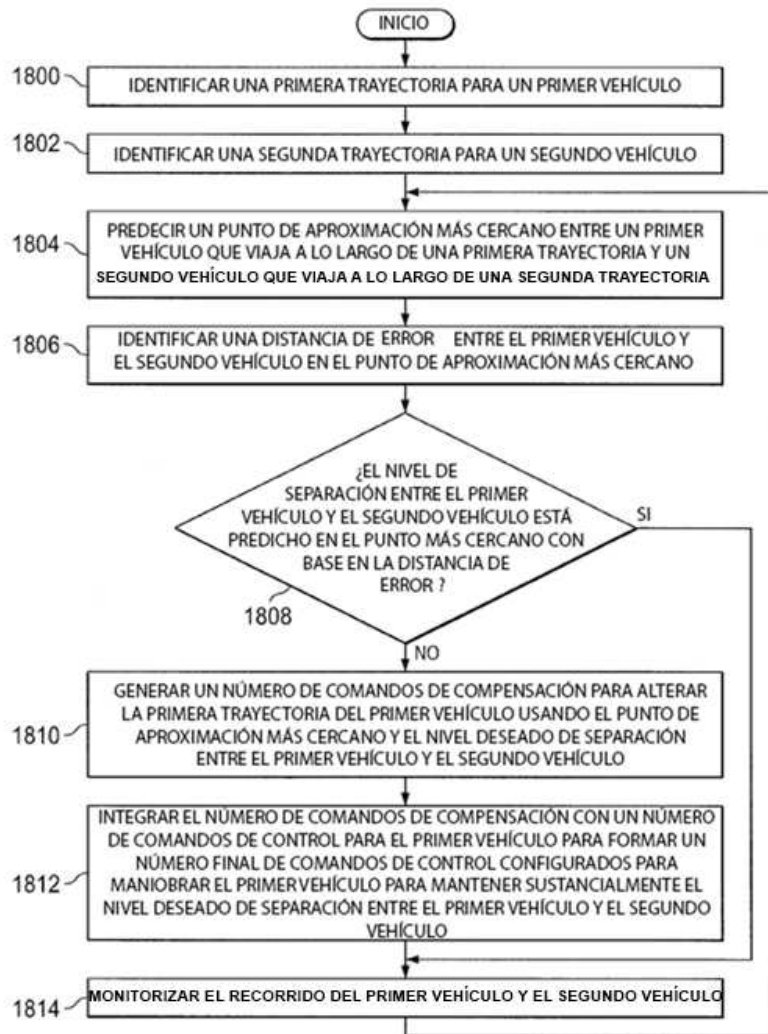 INICIO
1800
IDENTIFICAR UNA PRIMERA TRAYECTORIA PARA UN PRIMER VEHÍCULO
1802
IDENTIFICAR UNA SEGUNDA TRAYECTORIA PARA UN SEGUNDO VEHÍCULO
1804
PREDECIR UN PUNTO DE APROXIMACIÓN MÁS CERCANO ENTRE UN PRIMER
VEHÍCULO QUE VIAJA A LO LARGO DE UNA PRIMERA TRAYECTORIA Y UN
SEGUNDO VEHÍCULO QUE VIAJA A LO LARGO DE UNA SEGUNDA TRAYECTORIA
1806
IDENTIFICAR UNA DISTANCIA DE ERROR ENTRE EL PRIMER VEHÍCULO Y
EL SEGUNDO VEHÍCULO EN EL PUNTO DE APROXIMACIÓN MÁS CERCANO
¿EL NIVEL DE
SEPARACIÓN ENTRE EL PRIMER
VEHÍCULO Y EL SEGUNDO VEHÍCULO ESTÁ
PREDICHO EN EL PUNTO MÁS CERCANO CON
BASE EN LA DISTANCIA DE
ERROR ?
SI
1808
NO
1810
GENERAR UN NÚMERO DE COMANDOS DE COMPENSACIÓN PARA ALTERAR
LA PRIMERA TRAYECTORIA DEL PRIMER VEHÍCULO USANDO EL PUNTO DE
APROXIMACIÓN MÁS CERCANO Y EL NIVEL DESEADO DE SEPARACIÓN
ENTRE EL PRIMER VEHÍCULO Y EL SEGUNDO VEHÍCULO
1812
INTEGRAR EL NÚMERO DE COMANDOS DE COMPENSACIÓN CON UN NÚMERO
DE COMANDOS DE CONTROL PARA EL PRIMER VEHÍCULO PARA FORMAR UN
NÚMERO FINAL DE COMANDOS DE CONTROL CONFIGURADOS PARA
MANIOBRAR EL PRIMER VEHÍCULO PARA MANTENER SUSTANCIALMENTE EL
NIVEL DESEADO DE SEPARACIÓN ENTRE EL PRIMER VEHÍCULO Y EL SEGUNDO
VEHÍCULO
1814
MONITORIZAR EL RECORRIDO DEL PRIMER VEHÍCULO Y EL SEGUNDO VEHÍCULO